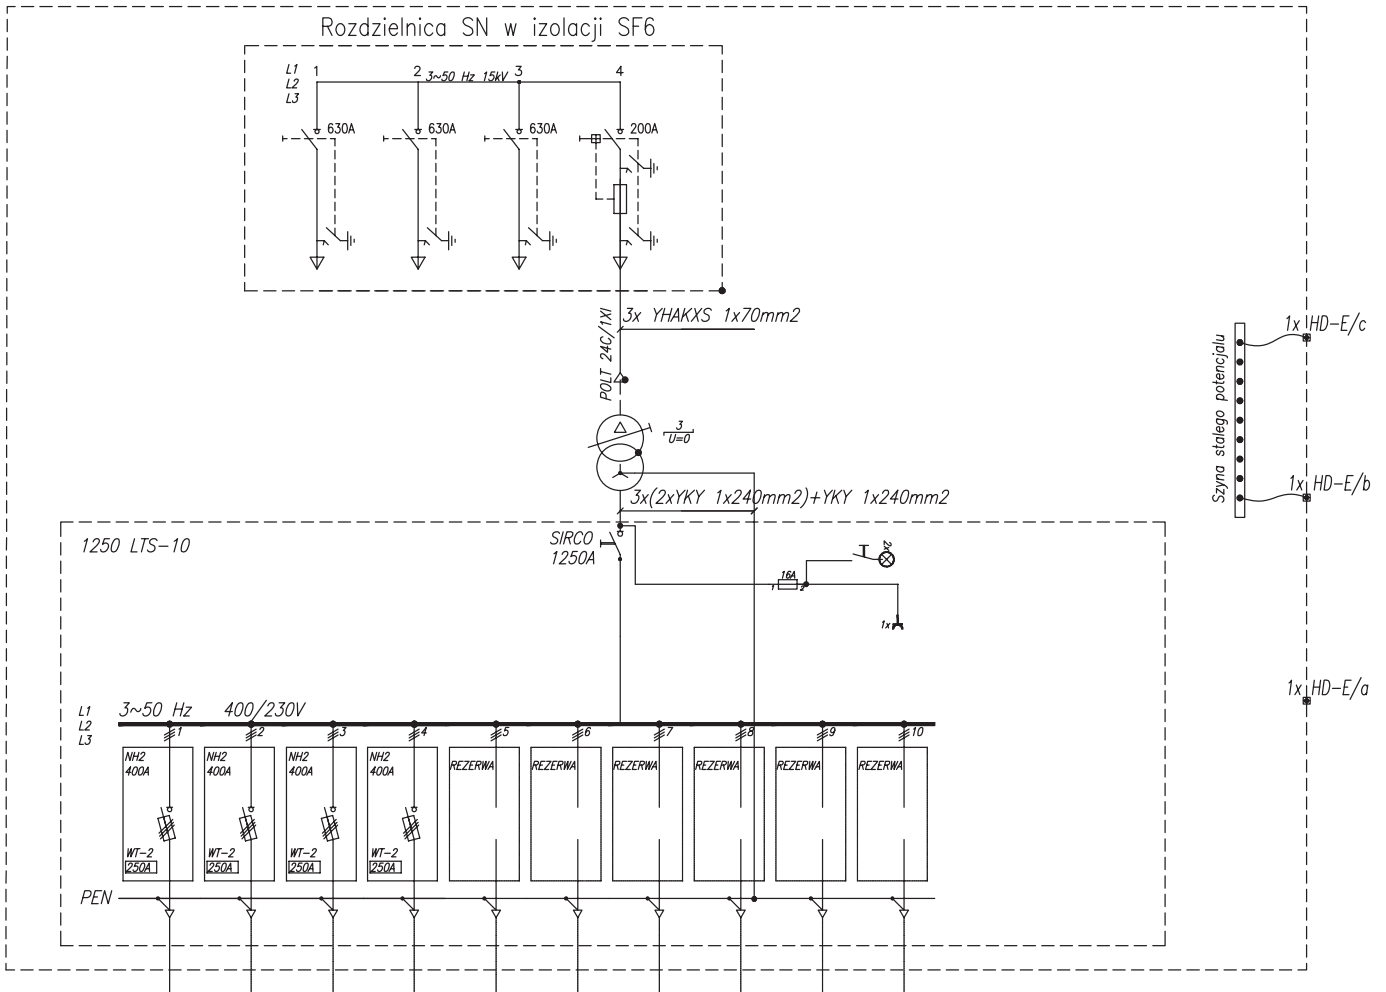 Rozdzielnica SN w izolacji SF6
L1
L2
L3
1
2
3~50 Hz 15kV
3
4
630A
630A
630A
200A
POLT 24C/1XI
3x YHAKXS 1x70mm2
3
U=0
3x(2xYKY 1x240mm2)+YKY 1x240mm2
Szyna stalego potencjalu
1x HD-E/c
1x HD-E/b
1x HD-E/a
1250 LTS-10
SIRCO
1250A
16A
1
2
2x
1x
L1
L2
L3
3~50 Hz 400/230V
1 2 3 4 5 6 7 8 9 10
NH2
400A
NH2
400A
NH2
400A
NH2
400A
REZERWA REZERWA REZERWA REZERWA REZERWA REZERWA
WT-2
250A
WT-2
250A
WT-2
250A
WT-2
250A
PEN